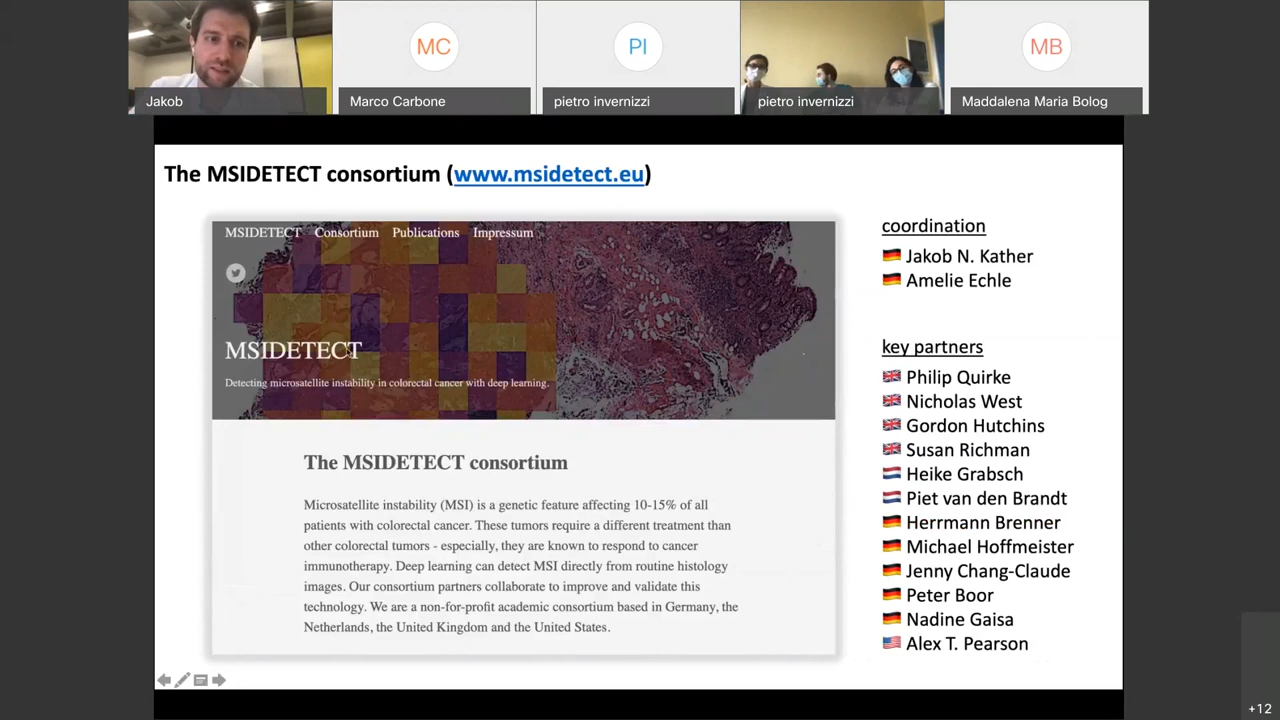 MC
PI
MB
Jakob
Marco Carbone
pietro invernizzi
pietro invernizzi
Maddalena Maria Bolog
The MSIDETECT consortium (www.msidetect.eu)
MSIDETECT Consortium Publications Impressum
MSIDETECT
Detecting microsatellite instability in colorectal cancer with deep learning.
The MSIDETECT consortium
Microsatellite instability (MSI) is a genetic feature affecting 10-15% of all
patients with colorectal cancer. These tumors require a different treatment than
other colorectal tumors - especially, they are known to respond to cancer
immunotherapy. Deep learning can detect MSI directly from routine histology
images. Our consortium partners collaborate to improve and validate this
technology. We are a non-for-profit academic consortium based in Germany, the
Netherlands, the United Kingdom and the United States.
coordination
Jakob N. Kather
Amelie Echle
key partners
Philip Quirke
Nicholas West
Gordon Hutchins
Susan Richman
Heike Grabsch
Piet van den Brandt
Herrmann Brenner
Michael Hoffmeister
Jenny Chang-Claude
Peter Boor
Nadine Gaisa
Alex T. Pearson
+12